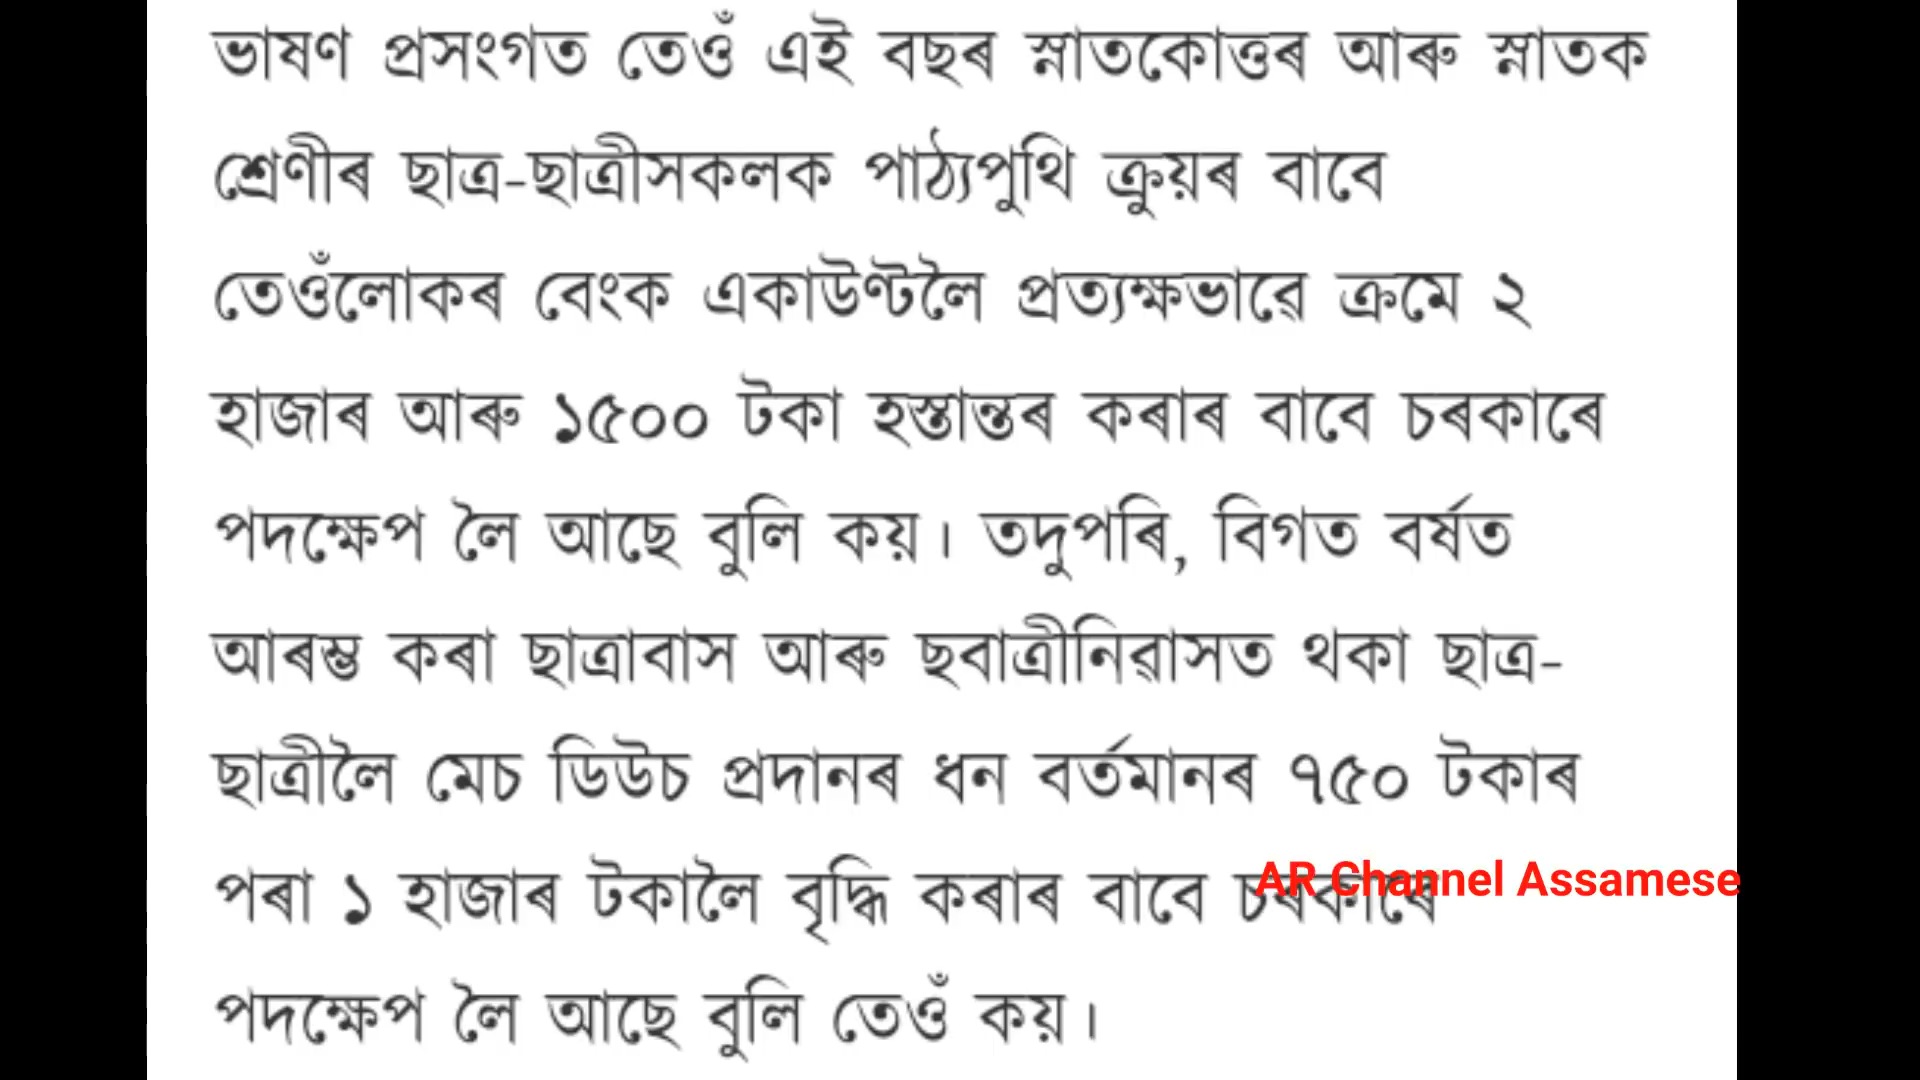 ভাষণ প্ৰসংগত তেওঁ এই বছৰ স্নাতকোত্তৰ আৰু স্নাতক
শ্ৰেণীৰ ছাত্ৰ-ছাত্ৰীসকলক পাঠ্যপুথি ক্ৰুয়ৰ বাবে
তেওঁলোকৰ বেংক একাউণ্টলৈ প্ৰত্যক্ষভাৱে ক্ৰমে ২
হাজাৰ আৰু ১৫০০ টকা হস্তান্তৰ কৰাৰ বাবে চৰকাৰে
পদক্ষেপ লৈ আছে বুলি কয়। তদুপৰি, বিগত বৰ্ষত
আৰম্ভ কৰা ছাত্ৰাবাস আৰু ছবাত্ৰীনিৱাসত থকা ছাত্ৰ-
ছাত্ৰীলৈ মেচ ডিউচ প্ৰদানৰ ধন বৰ্তমানৰ ৭৫০ টকাৰ
পৰা ১ হাজাৰ টকালৈ বৃদ্ধি কৰাৰ বাবে চৰকাৰে
AR Channel Assamese
পদক্ষেপ লৈ আছে বুলি তেওঁ কয়।